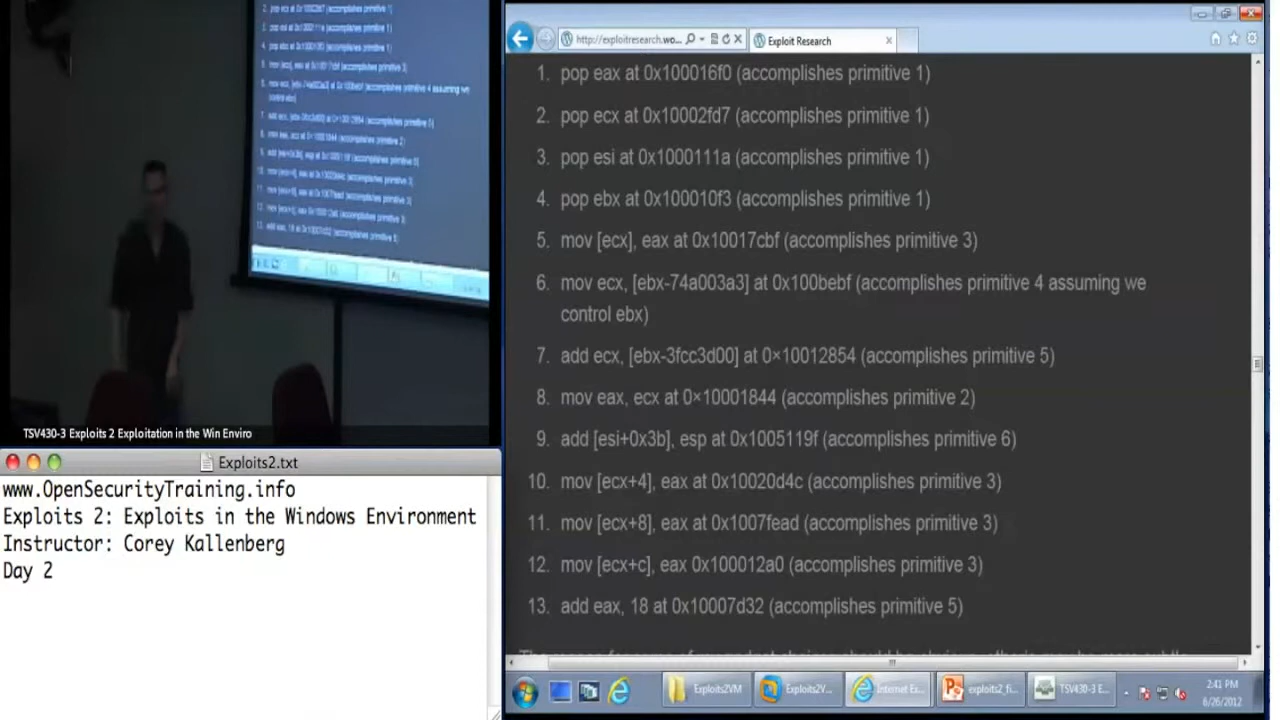 http://exploitresearch.wo...
Exploit Research
1. pop eax at 0x100016f0 (accomplishes primitive 1)
2. pop ecx at 0x10002fd7 (accomplishes primitive 1)
3. pop esi at 0x1000111a (accomplishes primitive 1)
4. pop ebx at 0x100010f3 (accomplishes primitive 1)
5. mov [ecx], eax at 0x10017cbf (accomplishes primitive 3)
6. mov ecx, [ebx-74a003a3] at 0x100bebf (accomplishes primitive 4 assuming we
control ebx)
7. add ecx, [ebx-3fcc3d00] at 0×10012854 (accomplishes primitive 5)
8. mov eax, ecx at 0×10001844 (accomplishes primitive 2)
9. add [esi+0x3b], esp at 0x1005119f (accomplishes primitive 6)
10. mov [ecx+4], eax at 0x10020d4c (accomplishes primitive 3)
11. mov [ecx+8], eax at 0x1007fead (accomplishes primitive 3)
12. mov [ecx+c], eax 0x100012a0 (accomplishes primitive 3)
13. add eax, 18 at 0x10007d32 (accomplishes primitive 5)
TSV430-3 Exploits 2 Exploitation in the Win Enviro
Exploits2.txt
www.OpenSecurityTraining.info
Exploits 2: Exploits in the Windows Environment
Instructor: Corey Kallenberg
Day 2
Exploits2VM
Exploits2V...
Internet Ex...
exploits2_fi...
TSV430-3 E...
2:41 PM
6/26/2012